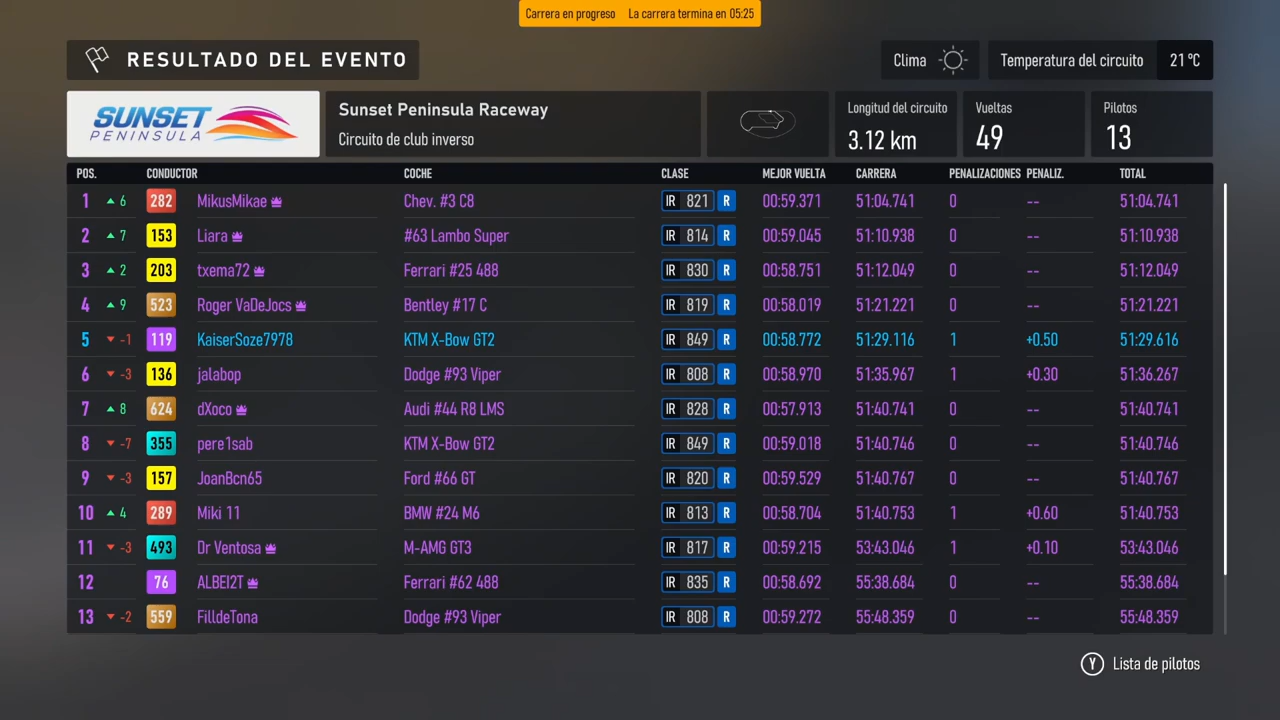 Carrera en progreso La carrera termina en 05:25
RESULTADO DEL EVENTO
Clima Temperatura del circuito 21 ºC
SUNSET PENINSULA
Sunset Peninsula Raceway
Circuito de club inverso
Longitud del circuito 3.12 km
Vueltas 49
Pilotos 13
POS. CONDUCTOR COCHE CLASE MEJOR VUELTA CARRERA PENALIZACIONES PENALIZ. TOTAL
1 6 282 MikusMikae Chev. #3 C8 IR 821 R 00:59.371 51:04.741 0 -- 51:04.741
2 7 153 Liara #63 Lambo Super IR 814 R 00:59.045 51:10.938 0 -- 51:10.938
3 2 203 txema72 Ferrari #25 488 IR 830 R 00:58.751 51:12.049 0 -- 51:12.049
4 9 523 Roger VaDeJocs Bentley #17 C IR 819 R 00:58.019 51:21.221 0 -- 51:21.221
5 -1 119 KaiserSoze7978 KTM X-Bow GT2 IR 849 R 00:58.772 51:29.116 1 +0.50 51:29.616
6 -3 136 jalabop Dodge #93 Viper IR 808 R 00:58.970 51:35.967 1 +0.30 51:36.267
7 8 624 dXoco Audi #44 R8 LMS IR 828 R 00:57.913 51:40.741 0 -- 51:40.741
8 -7 355 pere1sab KTM X-Bow GT2 IR 849 R 00:59.018 51:40.746 0 -- 51:40.746
9 -3 157 JoanBcn65 Ford #66 GT IR 820 R 00:59.529 51:40.767 0 -- 51:40.767
10 4 289 Miki 11 BMW #24 M6 IR 813 R 00:58.704 51:40.753 1 +0.60 51:40.753
11 -3 493 Dr Ventosa M-AMG GT3 IR 817 R 00:59.215 53:43.046 1 +0.10 53:43.046
12 76 ALBEI2T Ferrari #62 488 IR 835 R 00:58.692 55:38.684 0 -- 55:38.684
13 -2 559 FilldeTona Dodge #93 Viper IR 808 R 00:59.272 55:48.359 0 -- 55:48.359
Y Lista de pilotos